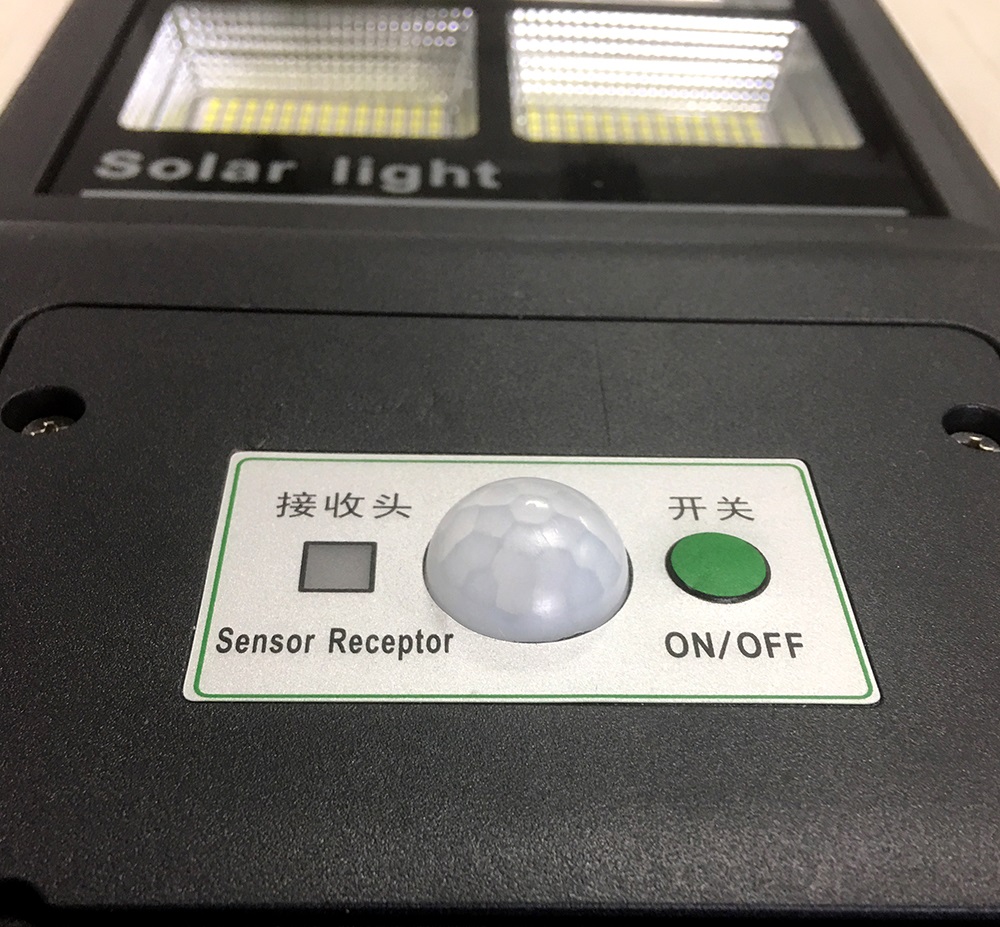 Solar light
接收头
开关
Sensor Receptor
ON/OFF